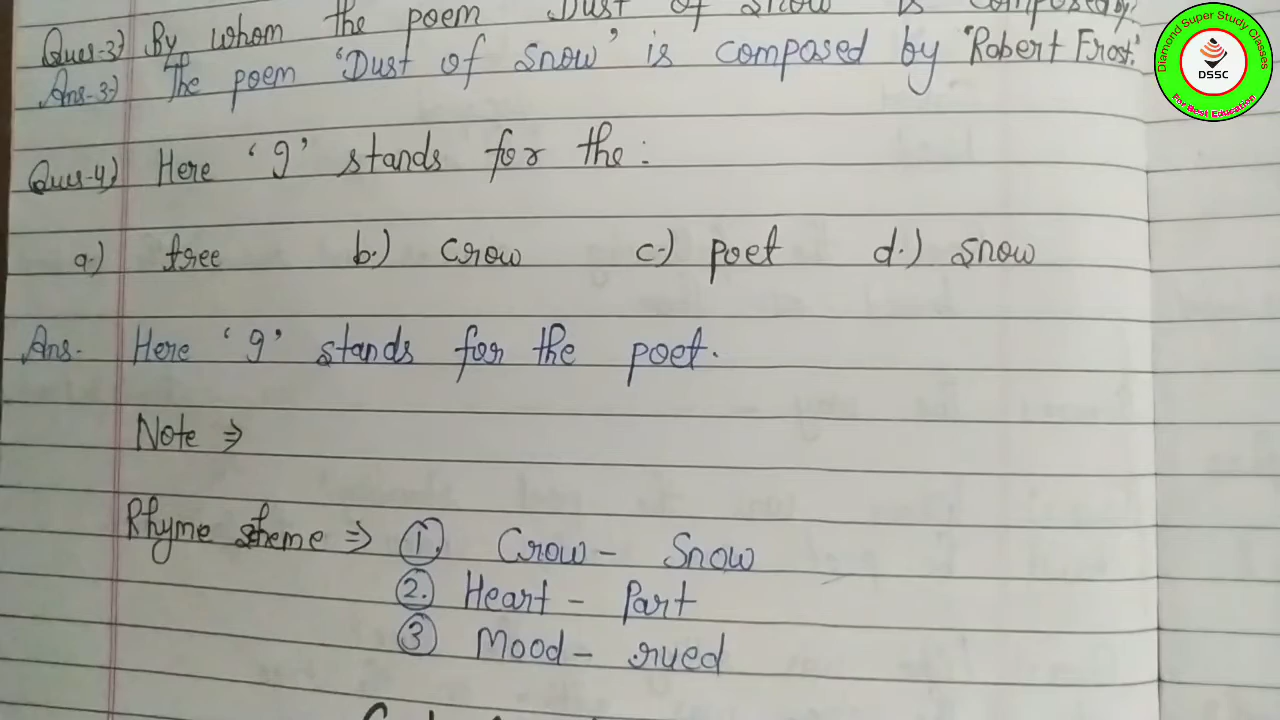 Ques-3) By whom the poem Dust of Snow is composed by?
Ans-3) The poem 'Dust of Snow' is composed by 'Robert Frost.'
Ques-4) Here 'I' stands for the:
a.) tree b.) Crow c.) poet d.) snow
Ans. Here 'I' stands for the poet.
Note ⇒
Rhyme sheme ⇒ ① Crow - Snow
②. Heart - Part
③ Mood - rued
Diamond Super Study Classes
DSSC
For Best Education